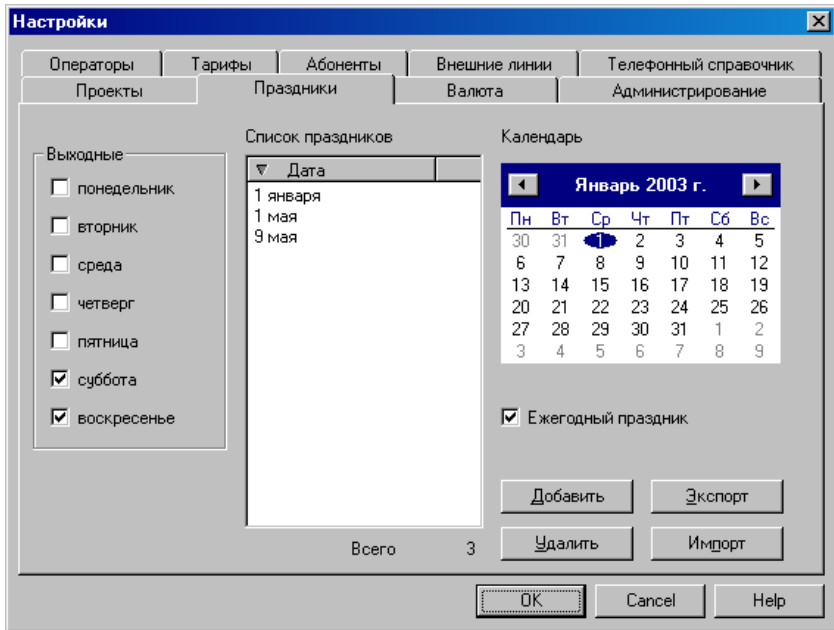 Настройки
Операторы Тарифы Абоненты Внешние линии Телефонный справочник
Проекты Праздники Валюта Администрирование
Выходные
понедельник
вторник
среда
четверг
пятница
суббота
воскресенье
Список праздников
Дата
1 января
1 мая
9 мая
Всего 3
Календарь
Январь 2003 г.
Пн Вт Ср Чт Пт Сб Вс
30 31 1 2 3 4 5
6 7 8 9 10 11 12
13 14 15 16 17 18 19
20 21 22 23 24 25 26
27 28 29 30 31 1 2
3 4 5 6 7 8 9
Ежегодный праздник
Добавить Экспорт
Удалить Импорт
OK Cancel Help